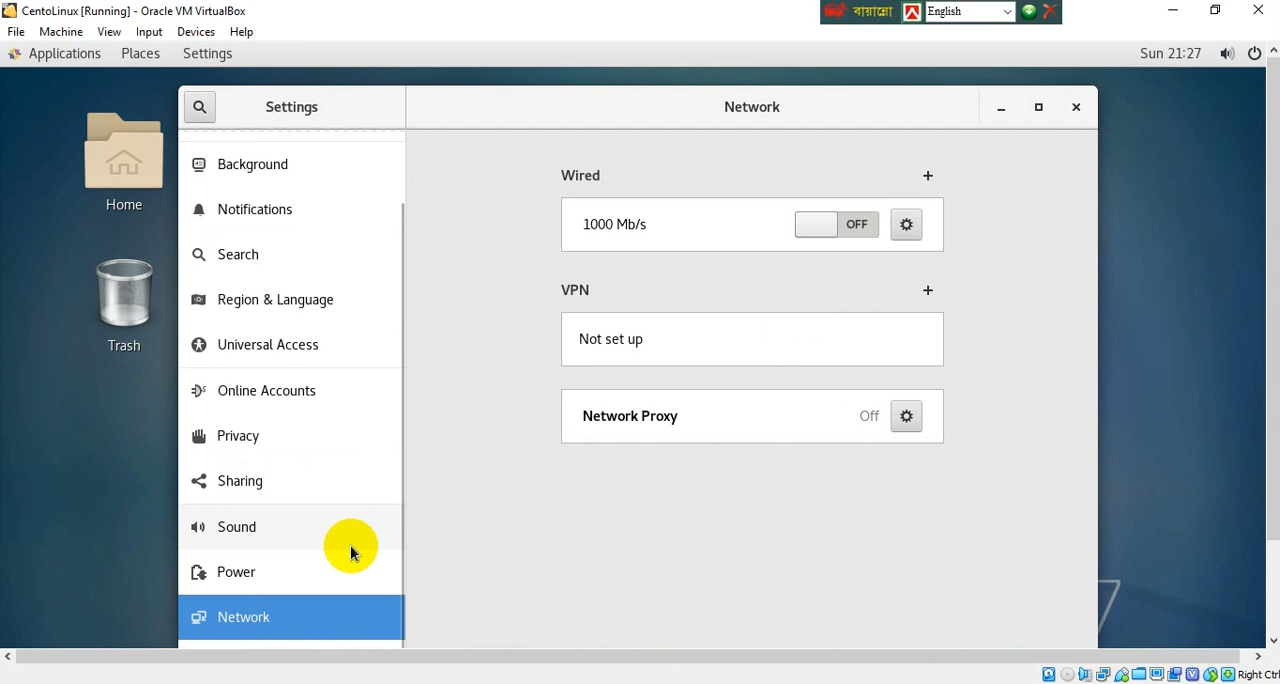 CentoLinux [Running] - Oracle VM VirtualBox
বায়ান্নো English
File Machine View Input Devices Help
Applications Places Settings Sun 21:27
Settings Network
Home
Trash
Background
Notifications
Search
Region & Language
Universal Access
Online Accounts
Privacy
Sharing
Sound
Power
Network
Wired +
1000 Mb/s OFF
VPN +
Not set up
Network Proxy Off
7
Right Ctrl